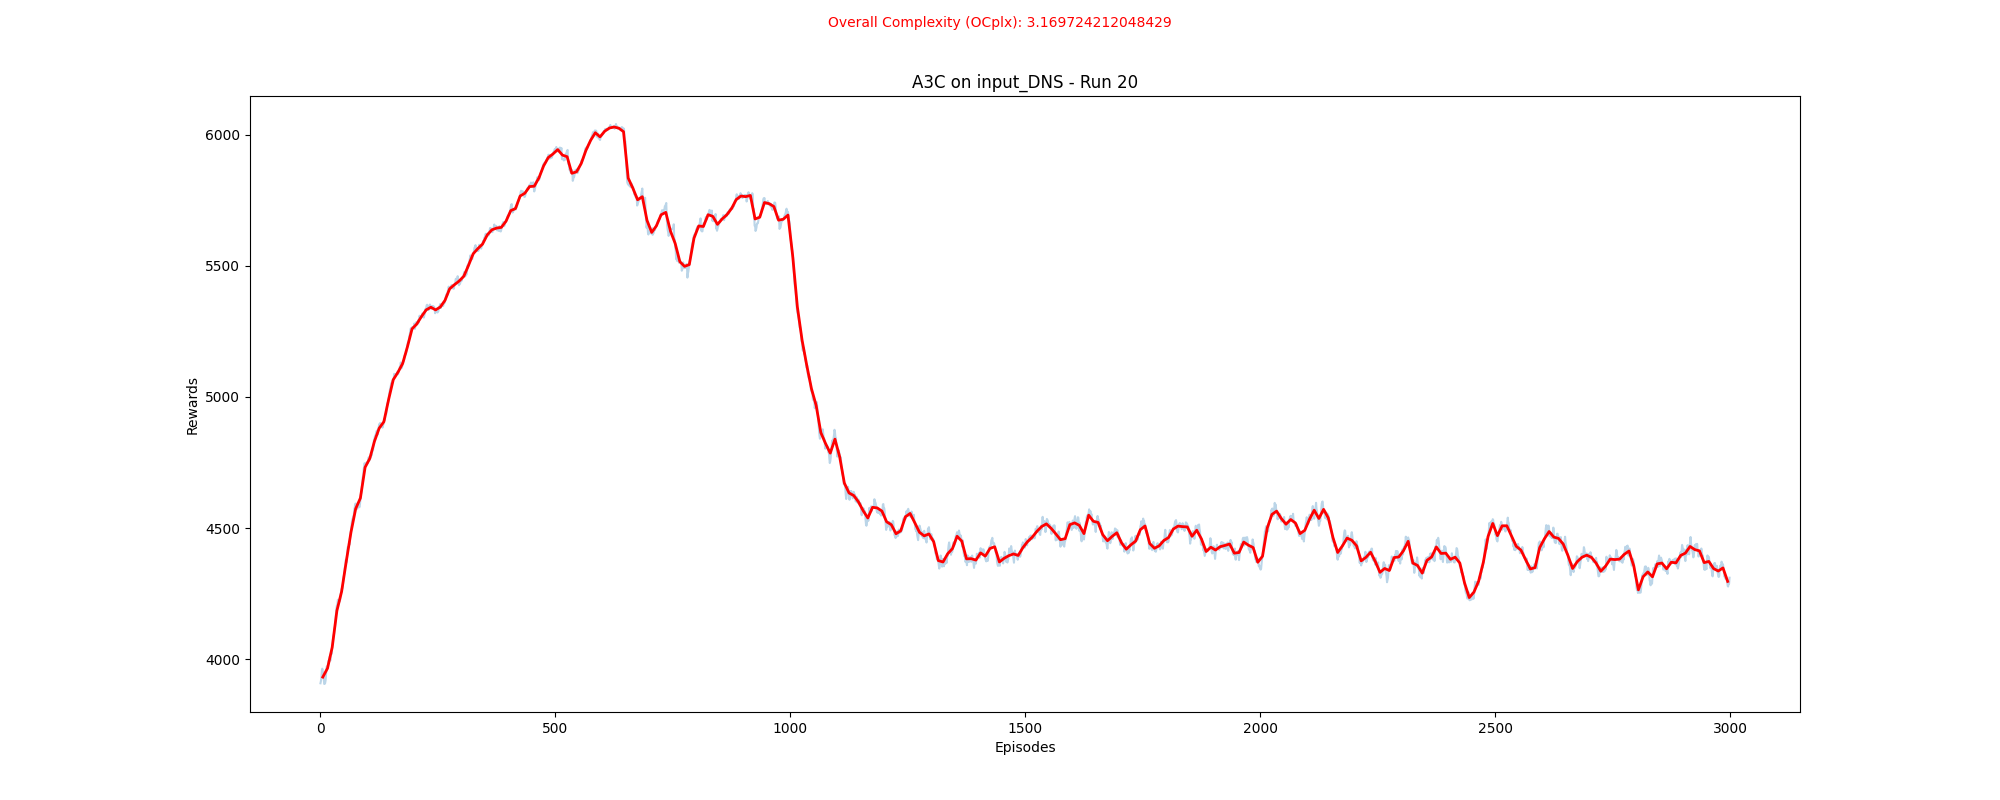 Overall Complexity (OCplx): 3.169724212048429
A3C on input_DNS - Run 20
6000
5500
5000
4500
4000
Rewards
0 500 1000 1500 2000 2500 3000
Episodes